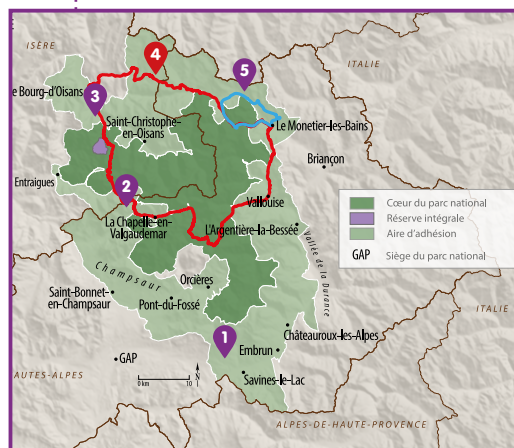 ISÈRE
4
5
ITALIE
e Bourg-d'Oisans
3
Saint-Christophe-
en-Oisans
Le Monetier-les-Bains
Briançon
Entraigues
2
Vallouise
La Chapelle-en-
Valgaudemar
L'Argentière-la-Bessée
Vallée de la Durance
Cœur du parc national
Réserve intégrale
Aire d'adhésion
GAP Siège du parc national
Champsaur
Orcières
Saint-Bonnet-
en-Champsaur
Pont-du-Fossé
ITALIE
1
Châteauroux-les-Alpes
Embrun
GAP
Savines-le-Lac
N
0 km 10
AUTES-ALPES
ALPES-DE-HAUTE-PROVENCE